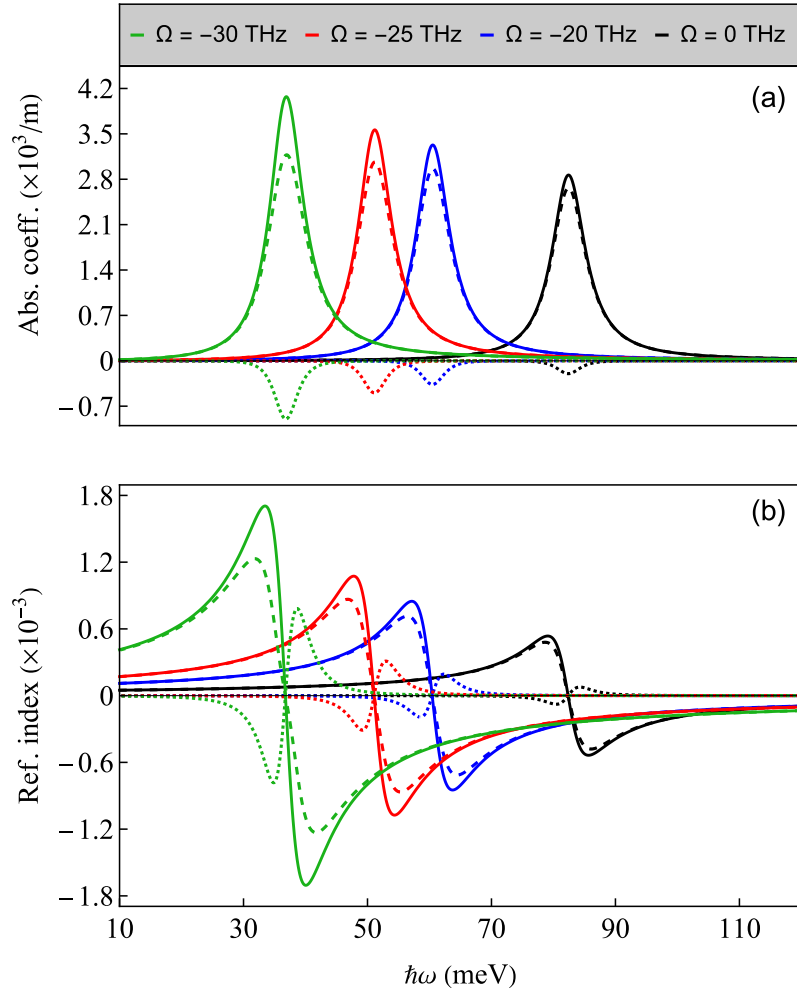 Ω = −30 THz Ω = −25 THz Ω = −20 THz Ω = 0 THz
(a)
4.2
3.5
2.8
2.1
1.4
0.7
0
−0.7
Abs. coeff. (×10³/m)
(b)
1.8
1.2
0.6
0
−0.6
−1.2
−1.8
Ref. index (×10⁻³)
10 30 50 70 90 110
ℏω (meV)